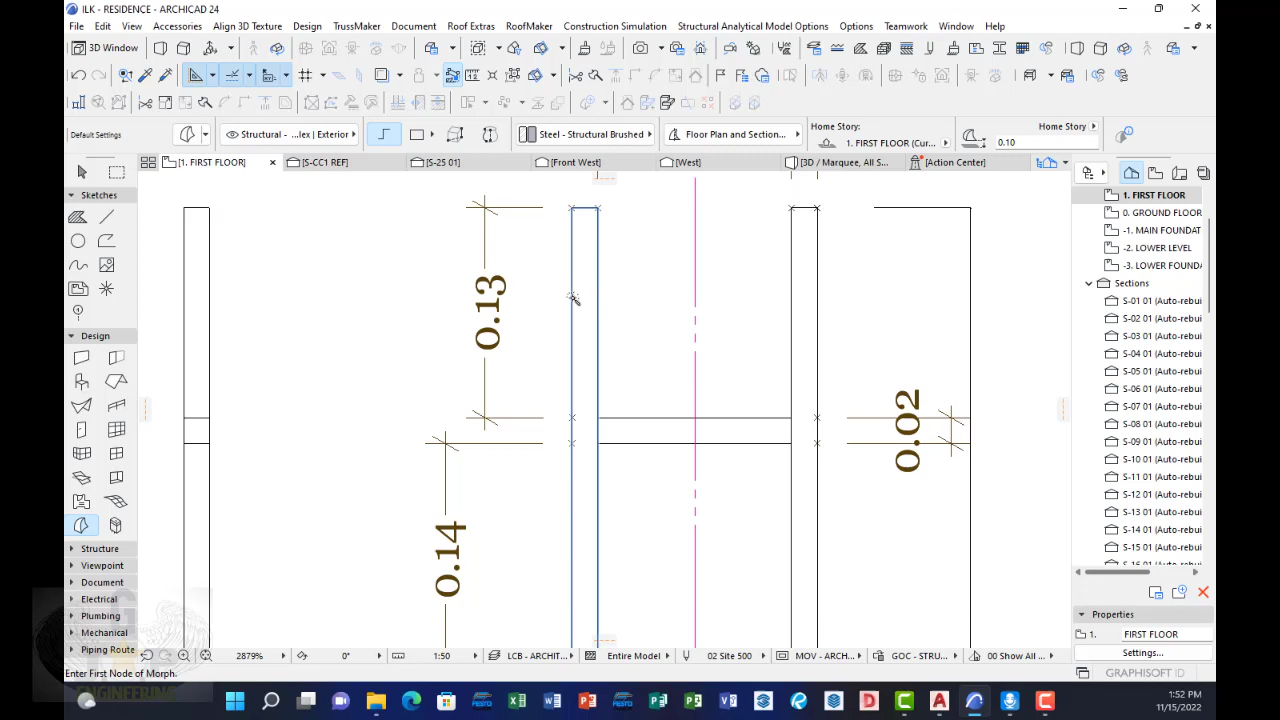 ILK - RESIDENCE - ARCHICAD 24
File Edit View Accessories Align 3D Texture Design TrussMaker Document Roof Extras RoofMaker Construction Simulation Structural Analytical Model Options Options Teamwork Window Help
3D Window
Default Settings
Structural - ...lex | Exterior
Steel - Structural Brushed
Floor Plan and Section...
Home Story:
1. FIRST FLOOR (Cur...
Home Story:
0.10
[1. FIRST FLOOR]
[S-CC1 REF]
[S-25 01]
[Front West]
[West]
[3D / Marquee, All S...
[Action Center]
Sketches
Design
Structure
Viewpoint
Document
Electrical
Plumbing
Mechanical
Piping Route
0.13
0.14
0.02
1. FIRST FLOOR
0. GROUND FLOOR
-1. MAIN FOUNDAT
-2. LOWER LEVEL
-3. LOWER FOUNDA
Sections
S-01 01 (Auto-rebui
S-02 01 (Auto-rebui
S-03 01 (Auto-rebui
S-04 01 (Auto-rebui
S-05 01 (Auto-rebui
S-06 01 (Auto-rebui
S-07 01 (Auto-rebui
S-08 01 (Auto-rebui
S-09 01 (Auto-rebui
S-10 01 (Auto-rebui
S-11 01 (Auto-rebui
S-12 01 (Auto-rebui
S-13 01 (Auto-rebui
S-14 01 (Auto-rebui
S-15 01 (Auto-rebui
S-16 01 (Auto-rebui
Properties
1. FIRST FLOOR
Settings...
2879% 0° 1:50 LCB - ARCHIT... Entire Model 02 Site 500 MOV - ARCH... GOC - STRU... 00 Show All ...
Enter First Node of Morph.
GRAPHISOFT ID
ENGINEERING
FESTO
FESTO
1:52 PM
11/15/2022